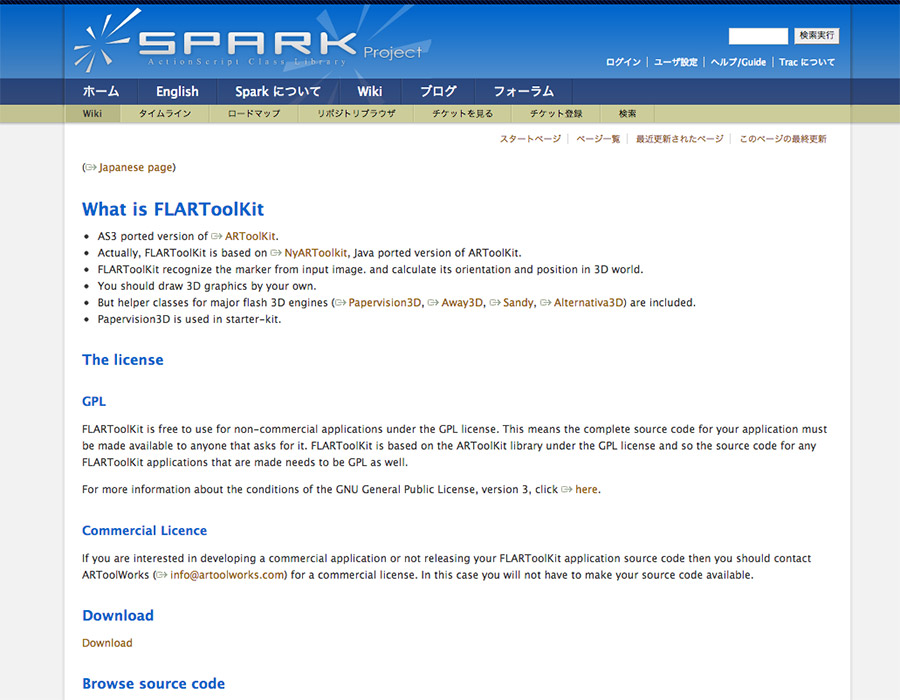 SPARK Project
ActionScript Class Library
検索実行
ログイン | ユーザ設定 | ヘルプ/Guide | Trac について
ホーム English Spark について Wiki ブログ フォーラム
Wiki タイムライン ロードマップ リポジトリブラウザ チケットを見る チケット登録 検索
スタートページ | ページ一覧 | 最近更新されたページ | このページの最終更新
(Japanese page)
What is FLARToolKit
• AS3 ported version of ARToolKit.
• Actually, FLARToolKit is based on NyARToolkit, Java ported version of ARToolKit.
• FLARToolKit recognize the marker from input image. and calculate its orientation and position in 3D world.
• You should draw 3D graphics by your own.
• But helper classes for major flash 3D engines (Papervision3D, Away3D, Sandy, Alternativa3D) are included.
• Papervision3D is used in starter-kit.
The license
GPL
FLARToolKit is free to use for non-commercial applications under the GPL license. This means the complete source code for your application must
be made available to anyone that asks for it. FLARToolKit is based on the ARToolKit library under the GPL license and so the source code for any
FLARToolKit applications that are made needs to be GPL as well.
For more information about the conditions of the GNU General Public License, version 3, click here.
Commercial Licence
If you are interested in developing a commercial application or not releasing your FLARToolKit application source code then you should contact
ARToolWorks (info@artoolworks.com) for a commercial license. In this case you will not have to make your source code available.
Download
Download
Browse source code